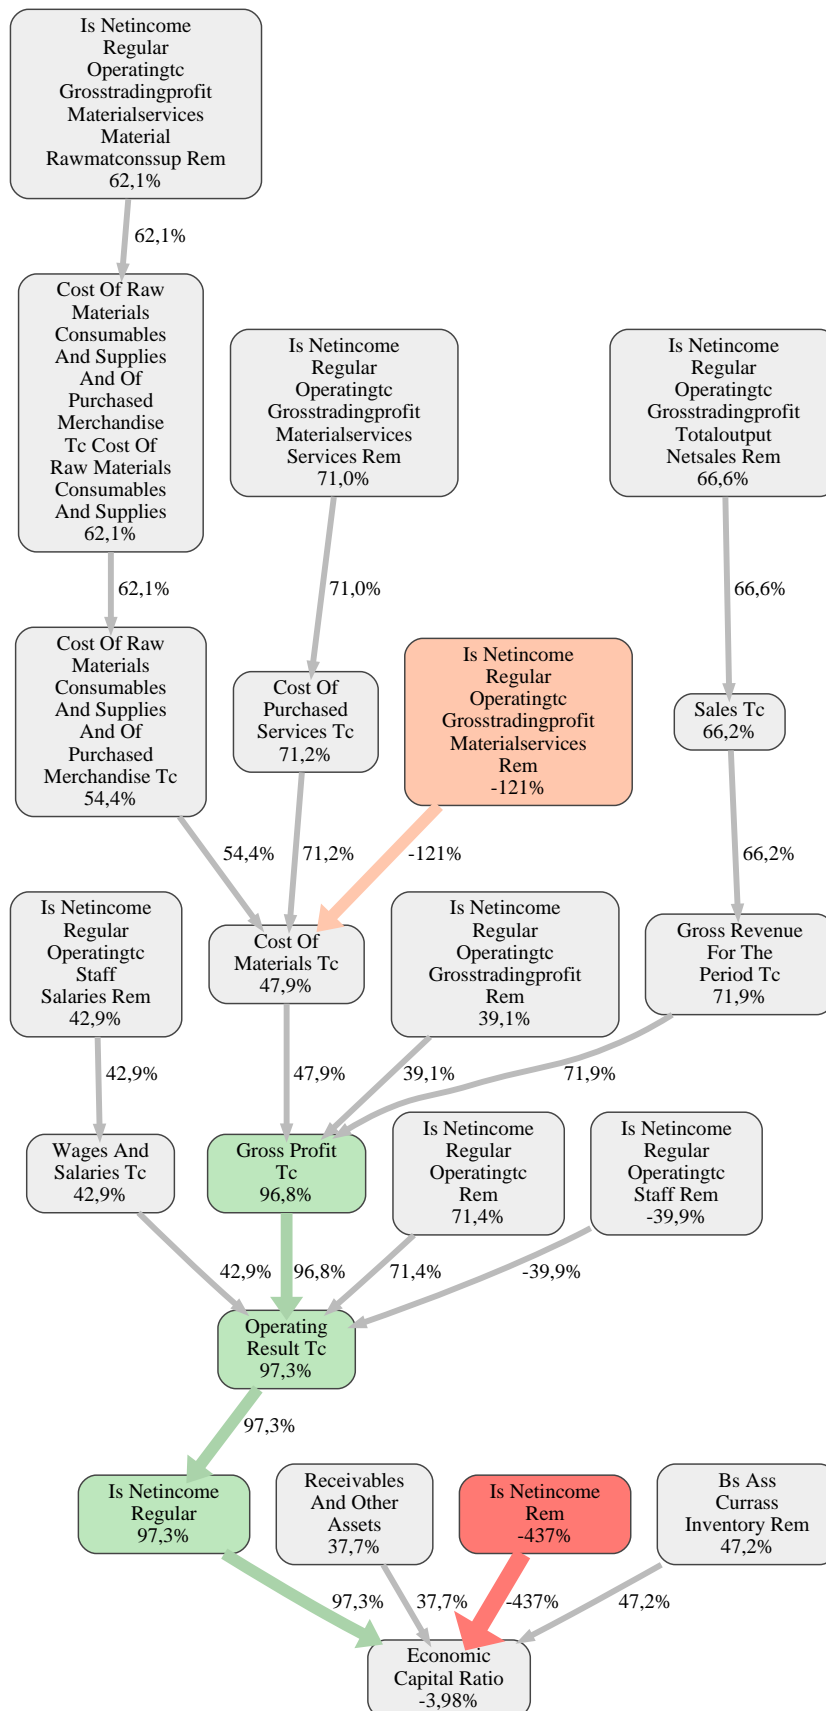 Is Netincome
Regular
Operatingtc
Grosstradingprofit
Materialservices
Material
Rawmatconssup Rem
62,1%
62,1%
Cost Of Raw
Materials
Consumables
And Supplies
And Of
Purchased
Merchandise
Tc Cost Of
Raw Materials
Consumables
And Supplies
62,1%
Is Netincome
Regular
Operatingtc
Grosstradingprofit
Materialservices
Services Rem
71,0%
Is Netincome
Regular
Operatingtc
Grosstradingprofit
Totaloutput
Netsales Rem
66,6%
62,1%
71,0%
66,6%
Cost Of Raw
Materials
Consumables
And Supplies
And Of
Purchased
Merchandise Tc
54,4%
Cost Of
Purchased
Services Tc
71,2%
Is Netincome
Regular
Operatingtc
Grosstradingprofit
Materialservices
Rem
-121%
Sales Tc
66,2%
54,4%
71,2%
-121%
66,2%
Is Netincome
Regular
Operatingtc
Staff
Salaries Rem
42,9%
Cost Of
Materials Tc
47,9%
Is Netincome
Regular
Operatingtc
Grosstradingprofit
Rem
39,1%
Gross Revenue
For The
Period Tc
71,9%
42,9%
47,9%
39,1%
71,9%
Wages And
Salaries Tc
42,9%
Gross Profit
Tc
96,8%
Is Netincome
Regular
Operatingtc
Rem
71,4%
Is Netincome
Regular
Operatingtc
Staff Rem
-39,9%
42,9%
96,8%
71,4%
-39,9%
Operating
Result Tc
97,3%
97,3%
Is Netincome
Regular
97,3%
Receivables
And Other
Assets
37,7%
Is Netincome
Rem
-437%
Bs Ass
Currass
Inventory Rem
47,2%
97,3%
37,7%
-437%
47,2%
Economic
Capital Ratio
-3,98%